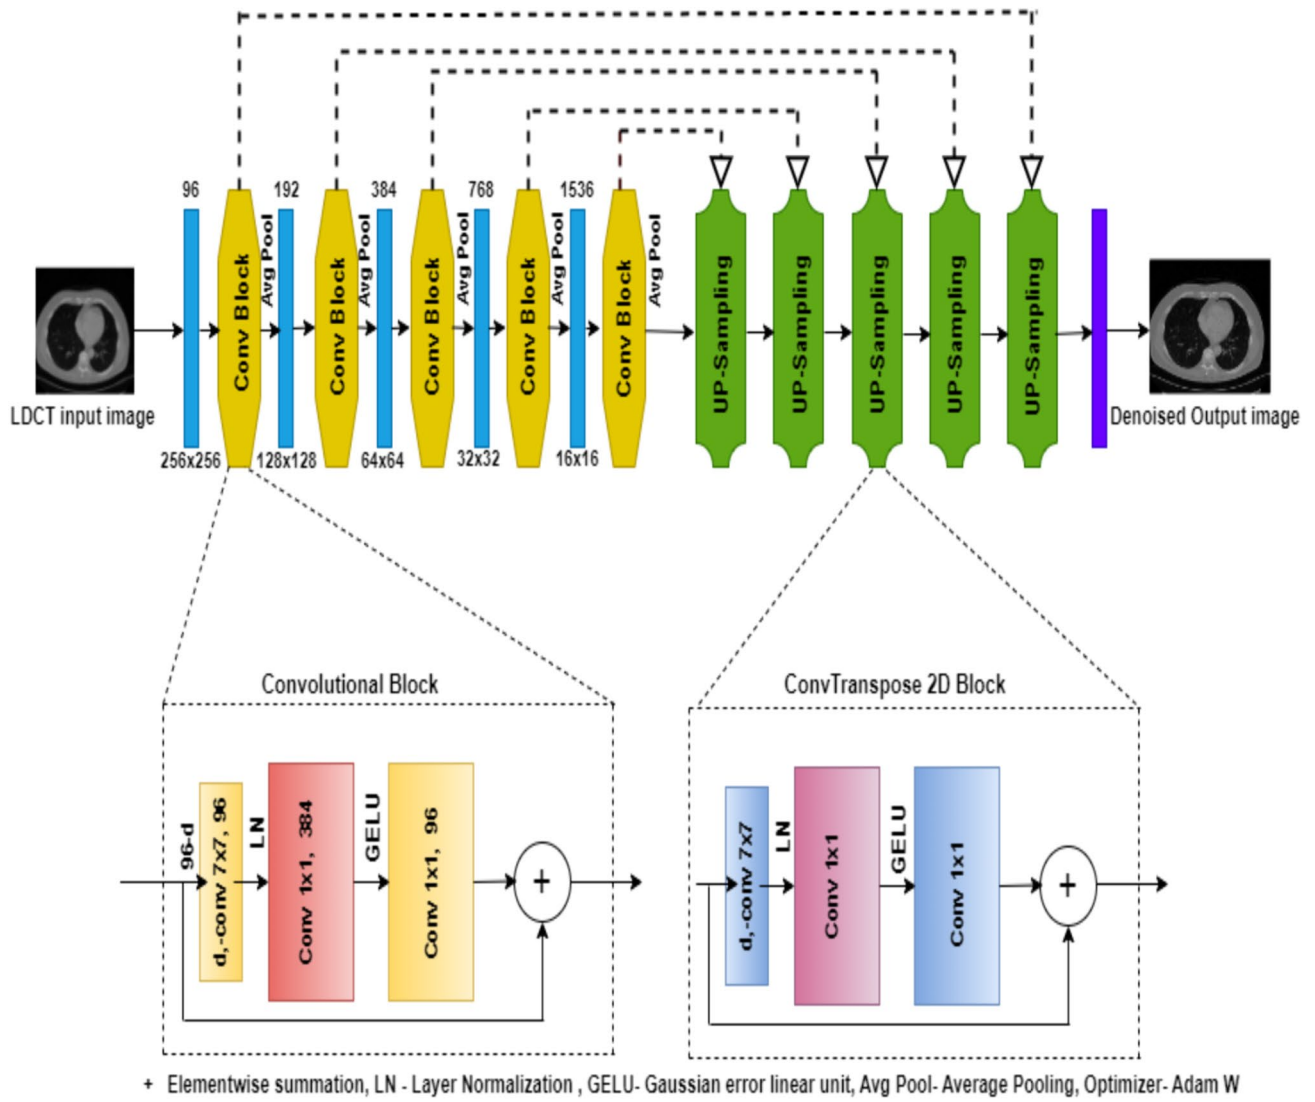 96
192
384
768
1536
Conv Block
Avg Pool
Conv Block
Avg Pool
Conv Block
Avg Pool
Conv Block
Avg Pool
Conv Block
Avg Pool
UP-Sampling
UP-Sampling
UP-Sampling
UP-Sampling
UP-Sampling
LDCT input image
Denoised Output image
256x256
128x128
64x64
32x32
16x16
Convolutional Block
96-d
d,-conv 7x7, 96
LN
Conv 1x1, 384
GELU
Conv 1x1, 96
+
ConvTranspose 2D Block
d,-conv 7x7
LN
Conv 1x1
GELU
Conv 1x1
+
+ Elementwise summation, LN - Layer Normalization , GELU- Gaussian error linear unit, Avg Pool- Average Pooling, Optimizer- Adam W